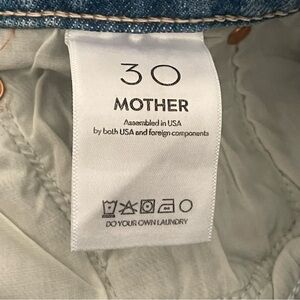 30
MOTHER
Assembled in USA
by both USA and foreign components
DO YOUR OWN LAUNDRY